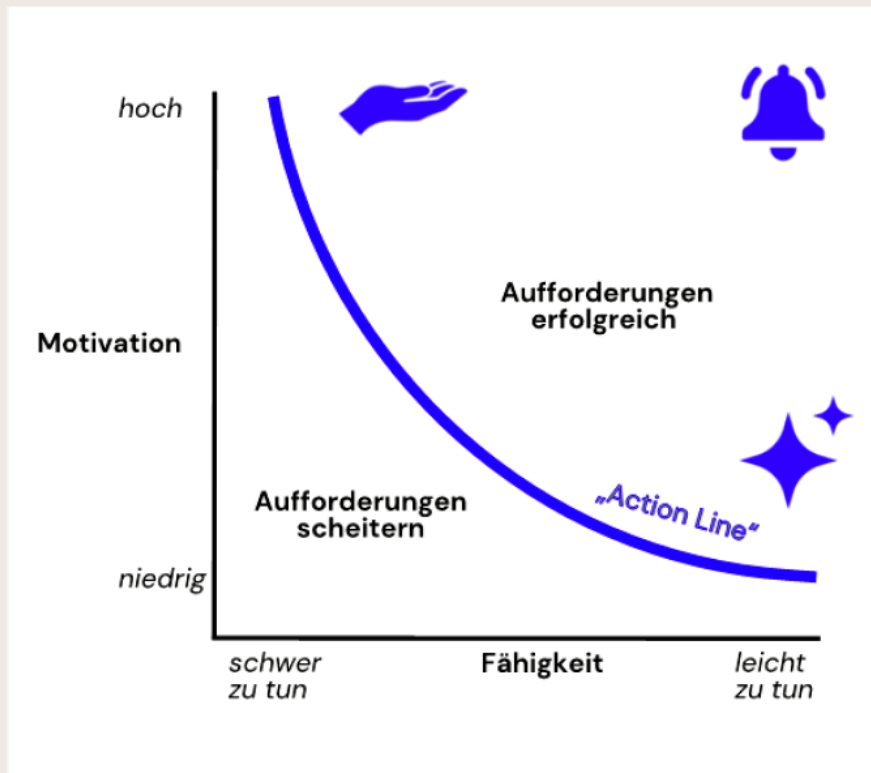 hoch
Aufforderungen
erfolgreich
Motivation
Aufforderungen
scheitern
„Action Line“
niedrig
schwer
zu tun
Fähigkeit
leicht
zu tun